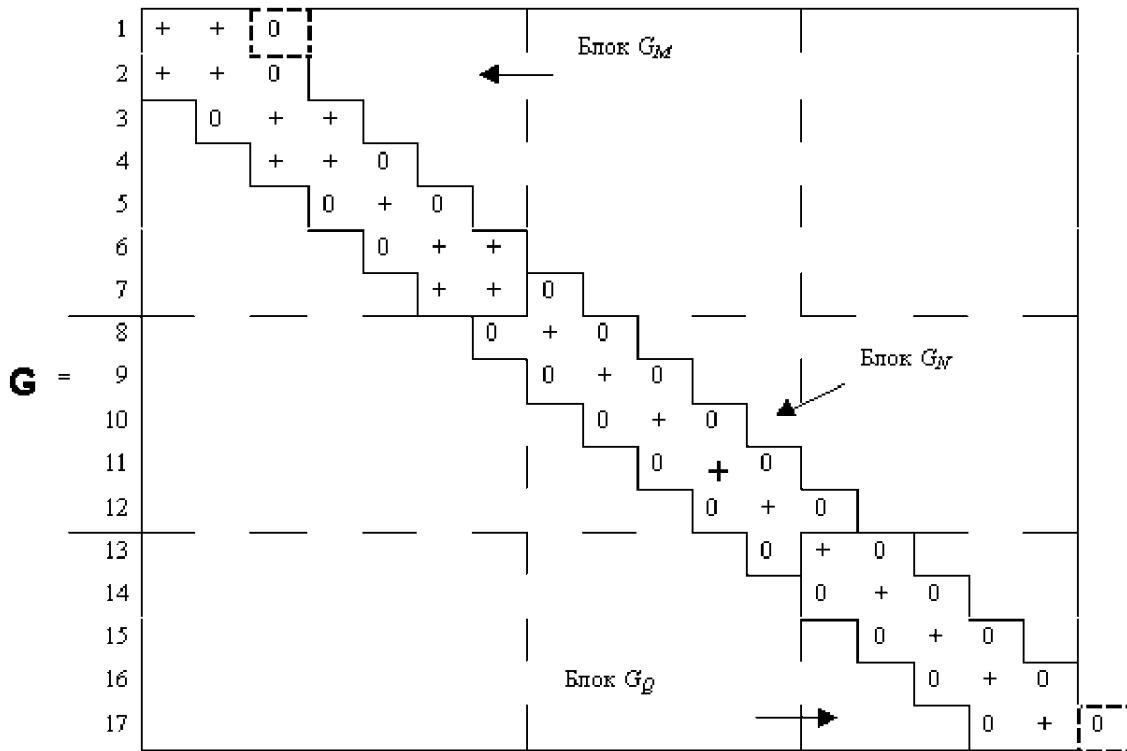 1 + + 0
Блок G_M
2 + + 0
3 0 + +
4 + + 0
5 0 + 0
6 0 + +
7 + + 0
8 0 + 0
Блок G_N
G = 9 0 + 0
10 0 + 0
11 0 + 0
12 0 + 0
13 0 + 0
14 0 + 0
15 0 + 0
16 0 + 0
Блок G_Q
17 0 + 0